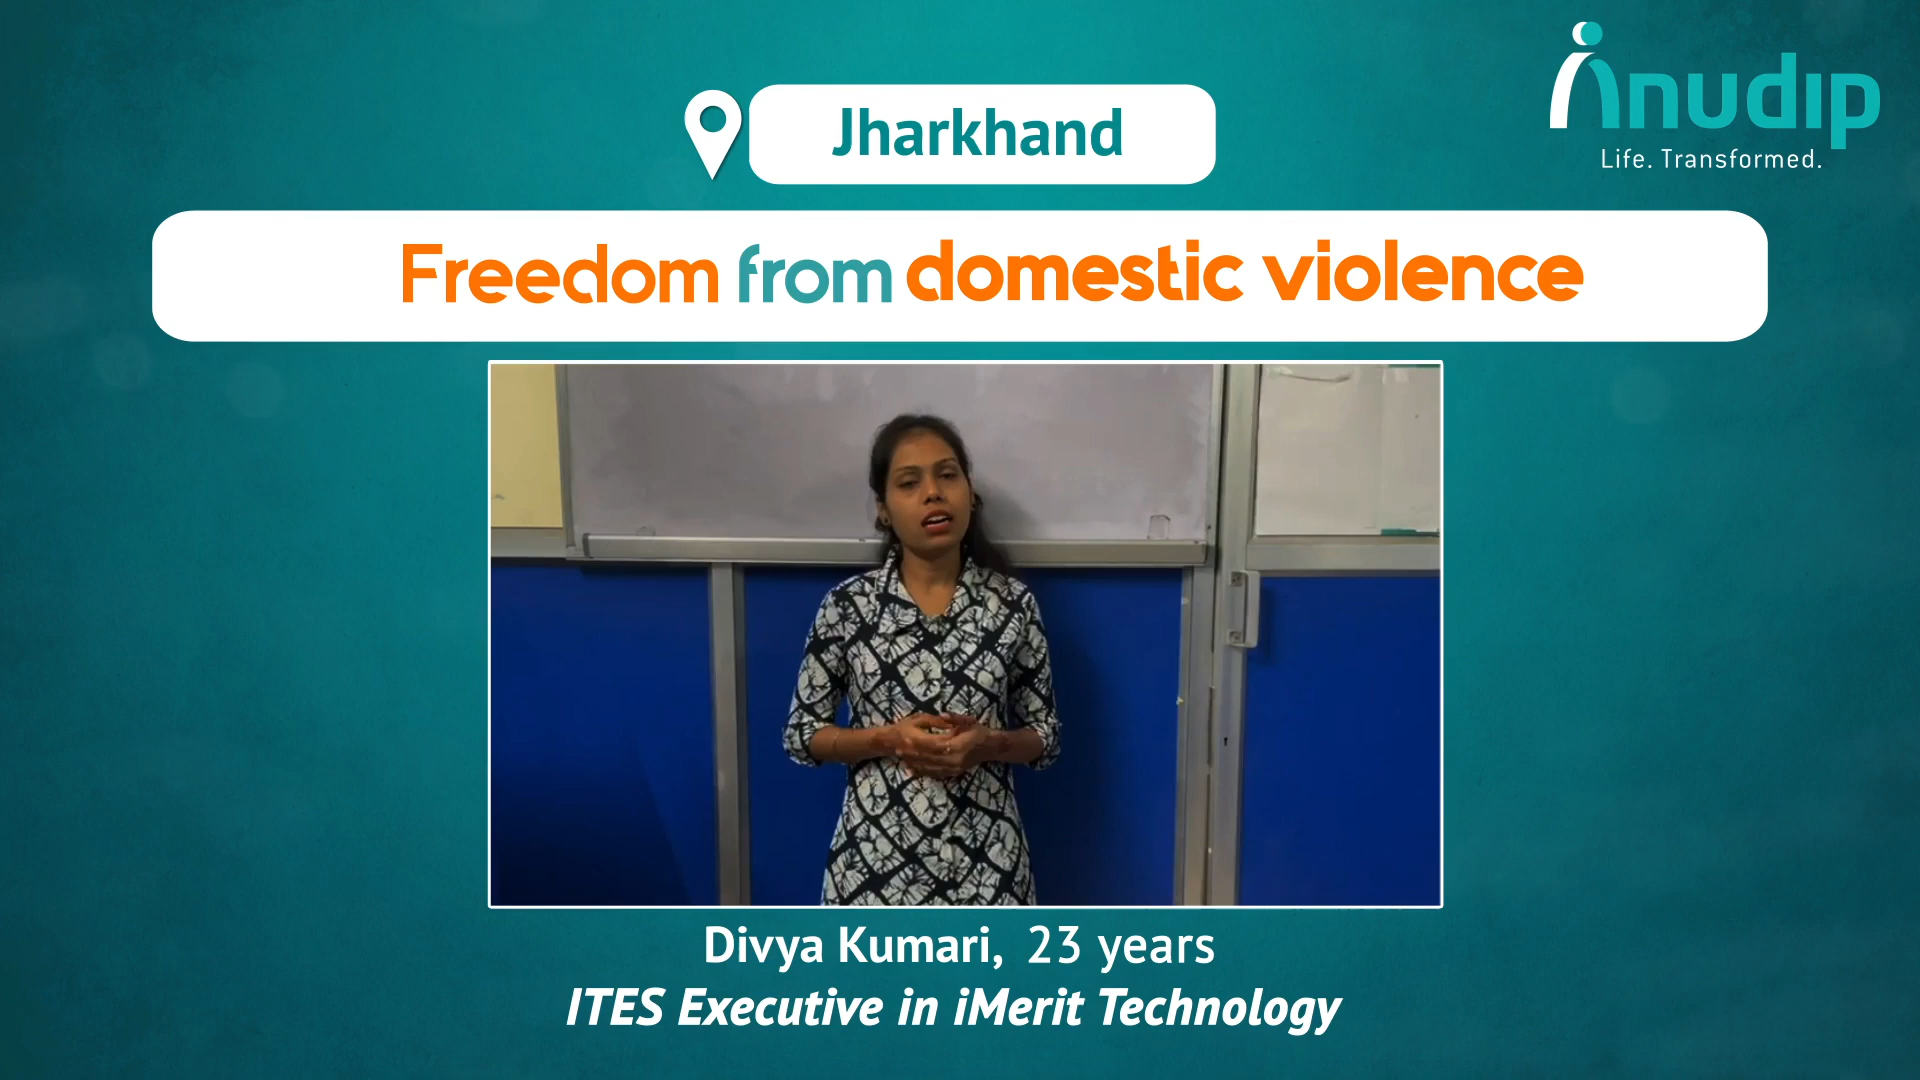 Jharkhand
anudip
Life. Transformed.
Freedom from domestic violence
Divya Kumari, 23 years
ITES Executive in iMerit Technology